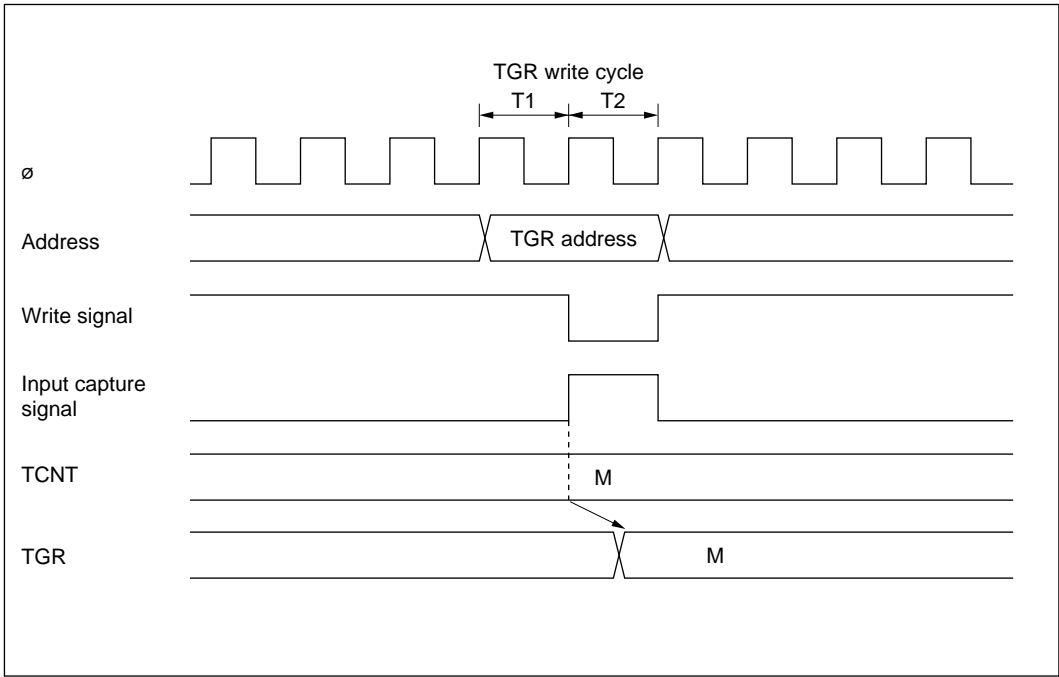 TGR write cycle
T1 T2
ø
Address
TGR address
Write signal
Input capture
signal
TCNT
M
TGR
M